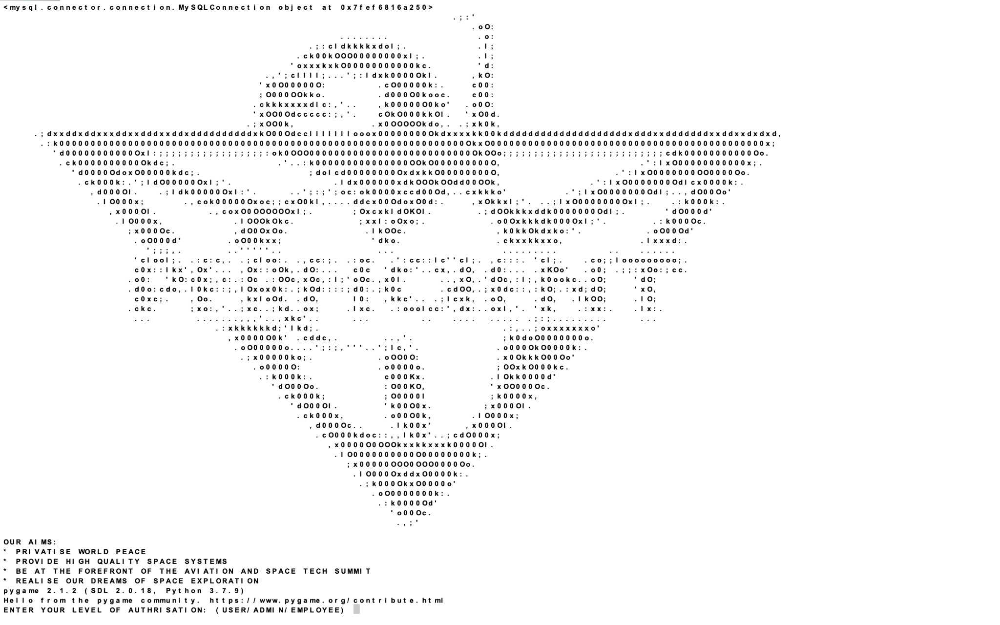 <mysql.connector.connection.MySQLConnection object at 0x7fef6816a250>
OUR AIMS:
* PRIVATISE WORLD PEACE
* PROVIDE HIGH QUALITY SPACE SYSTEMS
* BE AT THE FOREFRONT OF THE AVIATION AND SPACE TECH SUMMIT
* REALISE OUR DREAMS OF SPACE EXPLORATION
pygame 2.1.2 (SDL 2.0.18, Python 3.7.9)
Hello from the pygame community. https://www.pygame.org/contribute.html
ENTER YOUR LEVEL OF AUTHRISATION: (USER/ADMIN/EMPLOYEE)